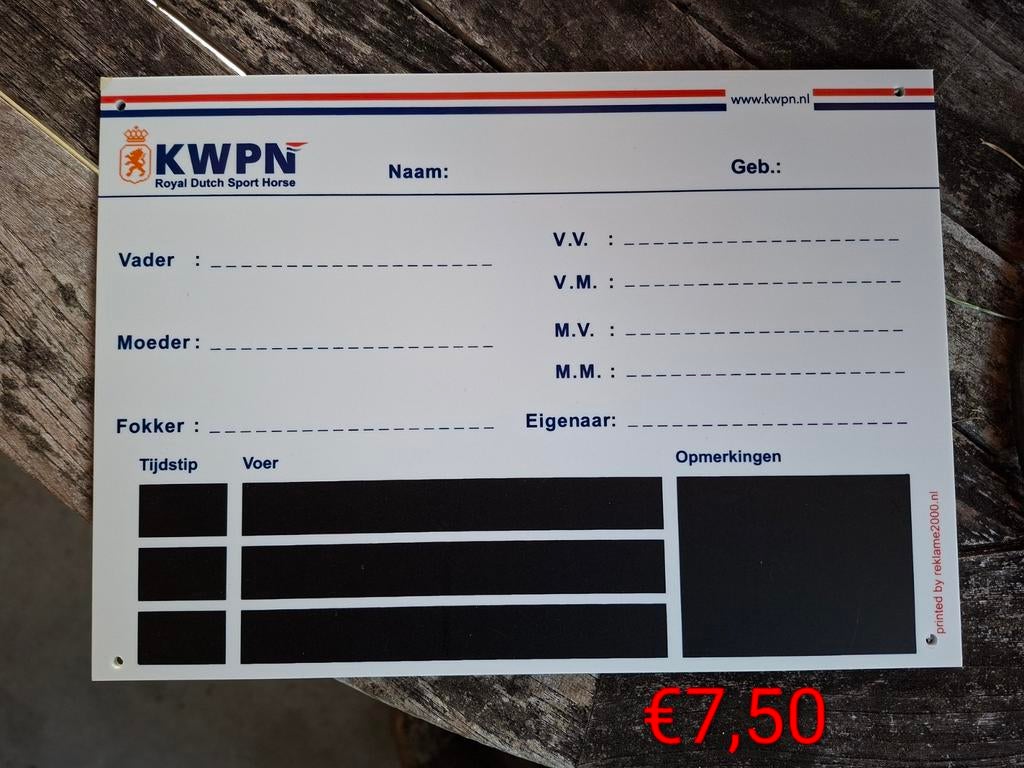 www.kwpn.nl
KWPN
Royal Dutch Sport Horse
Naam:
Geb.:
Vader :
V.V. :
V.M. :
Moeder :
M.V. :
M.M. :
Fokker :
Eigenaar:
Tijdstip
Voer
Opmerkingen
printed by reklame2000.nl
€7,50